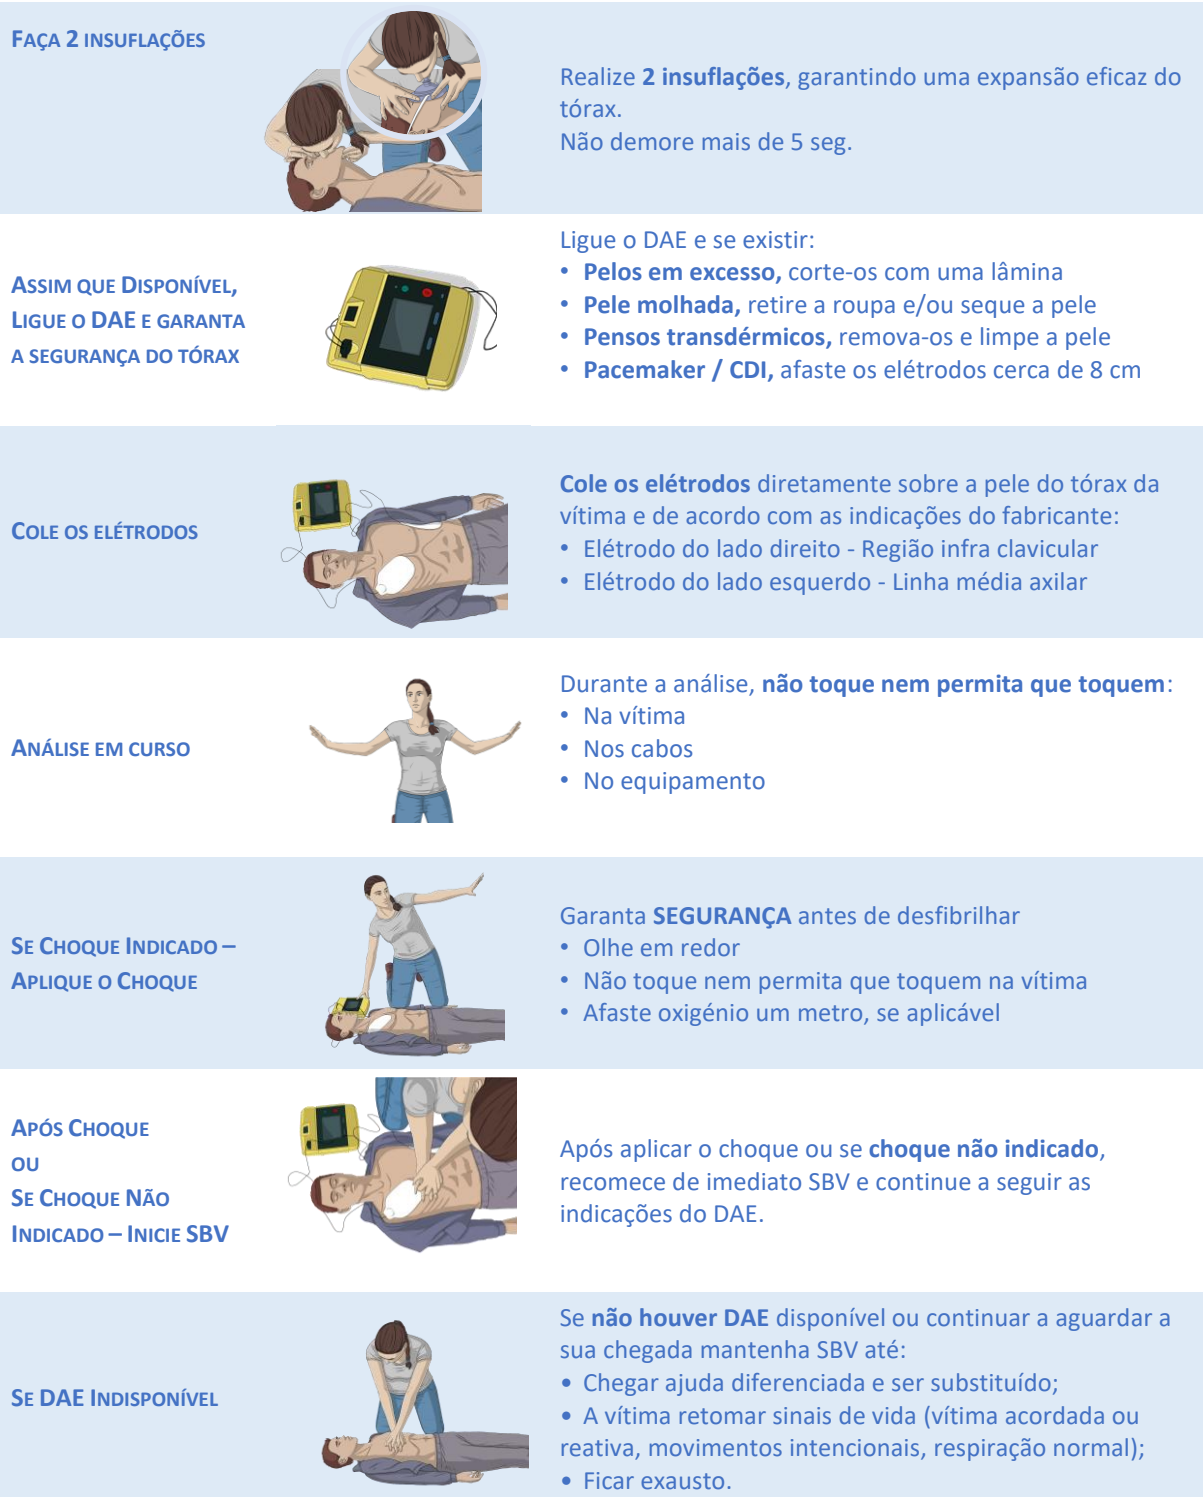 FAÇA 2 INSUFLAÇÕES
Realize 2 insuflações, garantindo uma expansão eficaz do
tórax.
Não demore mais de 5 seg.
ASSIM QUE DISPONÍVEL,
LIGUE O DAE E GARANTA
A SEGURANÇA DO TÓRAX
Ligue o DAE e se existir:
• Pelos em excesso, corte-os com uma lâmina
• Pele molhada, retire a roupa e/ou seque a pele
• Pensos transdérmicos, remova-os e limpe a pele
• Pacemaker / CDI, afaste os elétrodos cerca de 8 cm
COLE OS ELÉTRODOS
Cole os elétrodos diretamente sobre a pele do tórax da
vítima e de acordo com as indicações do fabricante:
• Elétrodo do lado direito - Região infra clavicular
• Elétrodo do lado esquerdo - Linha média axilar
ANÁLISE EM CURSO
Durante a análise, não toque nem permita que toquem:
• Na vítima
• Nos cabos
• No equipamento
SE CHOQUE INDICADO –
APLIQUE O CHOQUE
Garanta SEGURANÇA antes de desfibrilhar
• Olhe em redor
• Não toque nem permita que toquem na vítima
• Afaste oxigénio um metro, se aplicável
APÓS CHOQUE
OU
SE CHOQUE NÃO
INDICADO – INICIE SBV
Após aplicar o choque ou se choque não indicado,
recomece de imediato SBV e continue a seguir as
indicações do DAE.
SE DAE INDISPONÍVEL
Se não houver DAE disponível ou continuar a aguardar a
sua chegada mantenha SBV até:
• Chegar ajuda diferenciada e ser substituído;
• A vítima retomar sinais de vida (vítima acordada ou
reativa, movimentos intencionais, respiração normal);
• Ficar exausto.